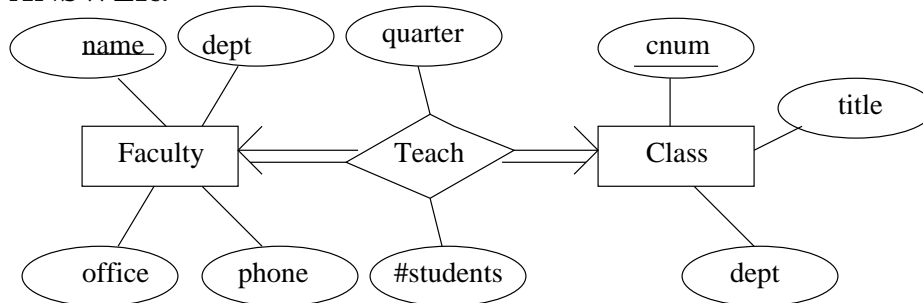 name dept quarter cnum
title
Faculty Teach Class
office phone #students dept